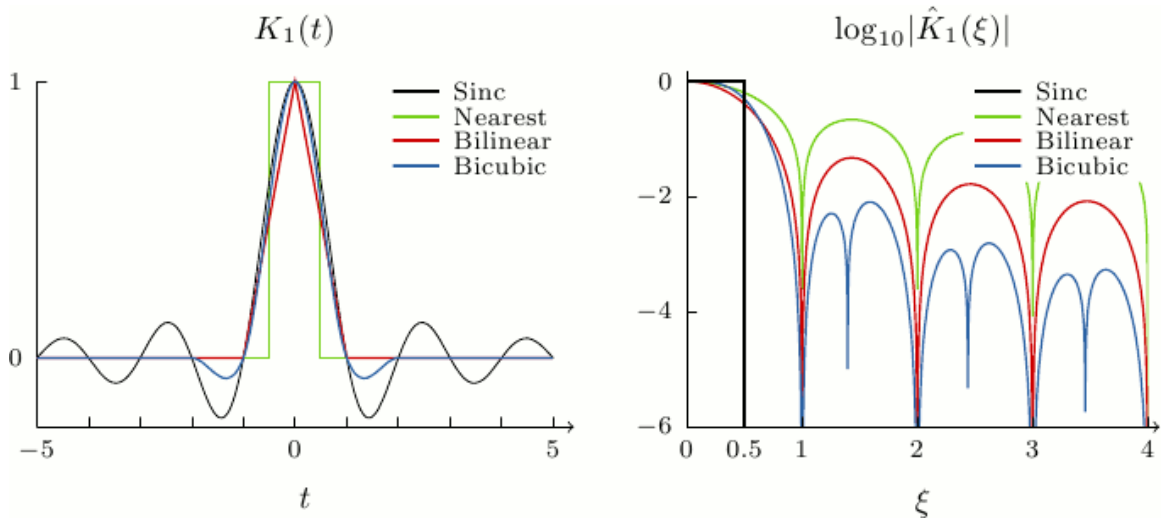 K₁(t)
1
0
−5
0
5
t
Sinc
Nearest
Bilinear
Bicubic
log₁₀|K̂₁(ξ)|
0
−2
−4
−6
0
0.5
1
2
3
4
ξ
Sinc
Nearest
Bilinear
Bicubic